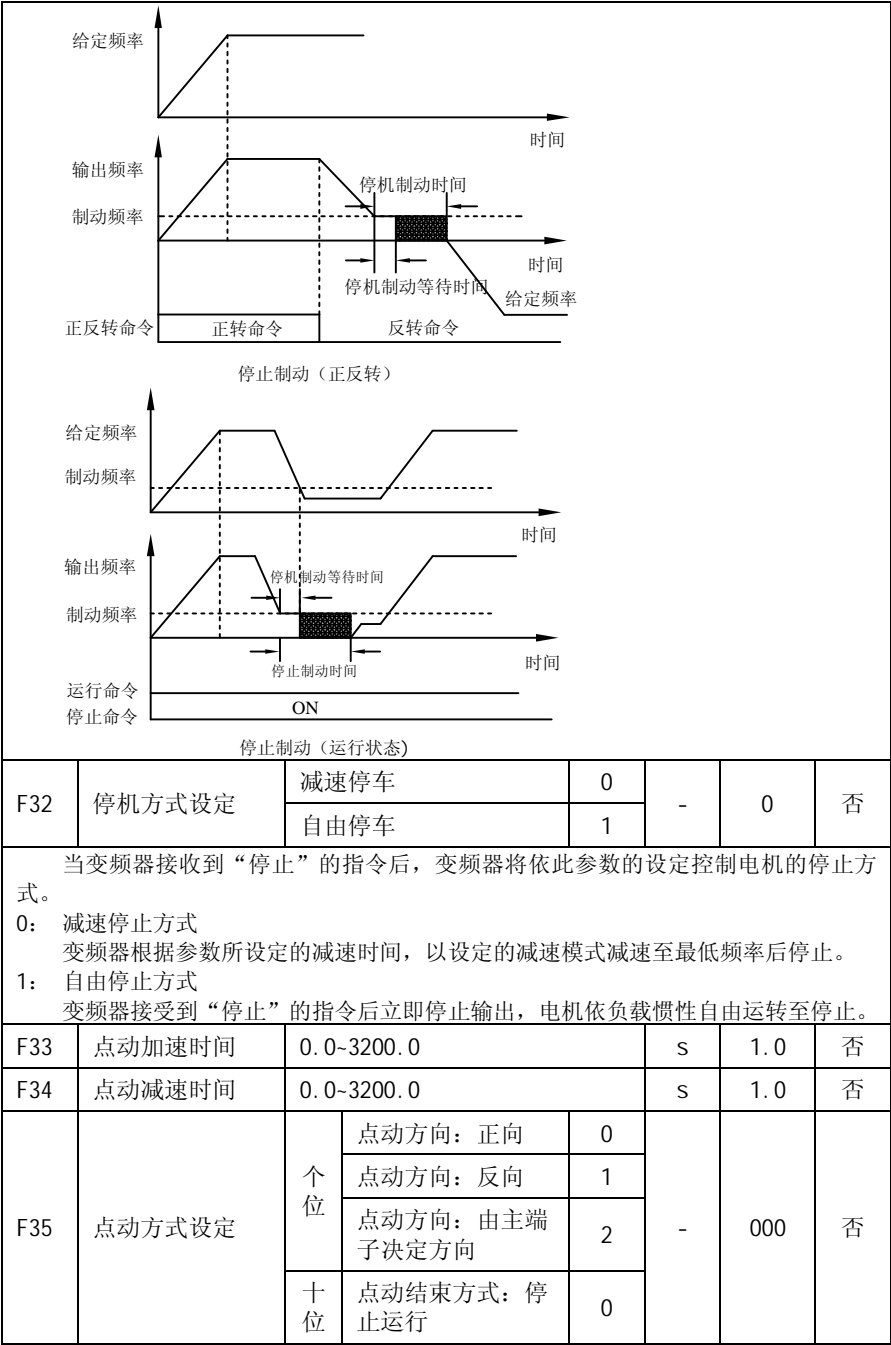 给定频率
时间
输出频率
停机制动时间
制动频率
时间
停机制动等待时间
给定频率
正反转命令
正转命令
反转命令
停止制动（正反转）
给定频率
制动频率
时间
输出频率
停机制动等待时间
制动频率
时间
停止制动时间
运行命令
ON
停止命令
停止制动（运行状态)
F32 停机方式设定 减速停车 0 - 0 否
自由停车 1
当变频器接收到“停止”的指令后，变频器将依此参数的设定控制电机的停止方
式。
0： 减速停止方式
变频器根据参数所设定的减速时间，以设定的减速模式减速至最低频率后停止。
1： 自由停止方式
变频器接受到“停止”的指令后立即停止输出，电机依负载惯性自由运转至停止。
F33 点动加速时间 0.0~3200.0 s 1.0 否
F34 点动减速时间 0.0~3200.0 s 1.0 否
F35 点动方式设定 个位 点动方向：正向 0 - 000 否
点动方向：反向 1
点动方向：由主端
子决定方向 2
十位 点动结束方式：停
止运行 0